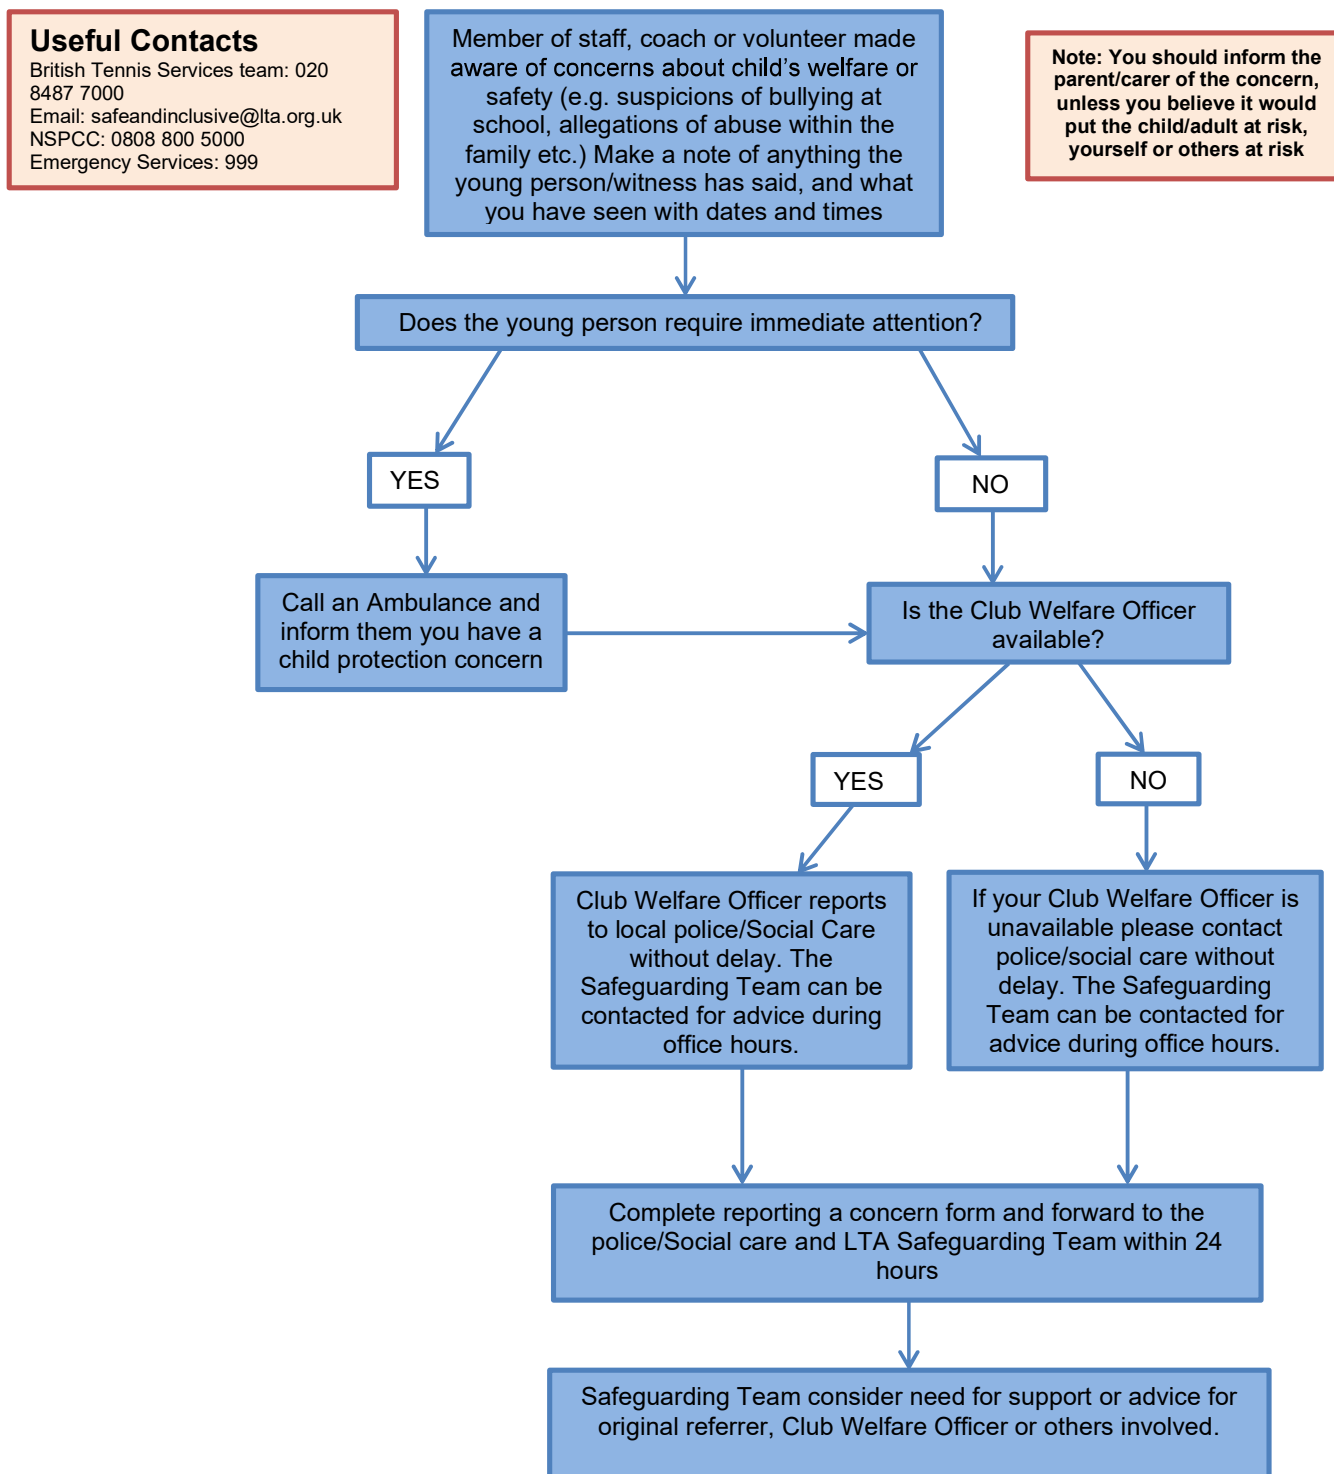 Useful Contacts
British Tennis Services team: 020
8487 7000
Email: safeandinclusive@lta.org.uk
NSPCC: 0808 800 5000
Emergency Services: 999
Member of staff, coach or volunteer made
aware of concerns about child's welfare or
safety (e.g. suspicions of bullying at
school, allegations of abuse within the
family etc.) Make a note of anything the
young person/witness has said, and what
you have seen with dates and times
Note: You should inform the
parent/carer of the concern,
unless you believe it would
put the child/adult at risk,
yourself or others at risk
Does the young person require immediate attention?
YES
NO
Call an Ambulance and
inform them you have a
child protection concern
Is the Club Welfare Officer
available?
YES
NO
Club Welfare Officer reports
to local police/Social Care
without delay. The
Safeguarding Team can be
contacted for advice during
office hours.
If your Club Welfare Officer is
unavailable please contact
police/social care without
delay. The Safeguarding
Team can be contacted for
advice during office hours.
Complete reporting a concern form and forward to the
police/Social care and LTA Safeguarding Team within 24
hours
Safeguarding Team consider need for support or advice for
original referrer, Club Welfare Officer or others involved.